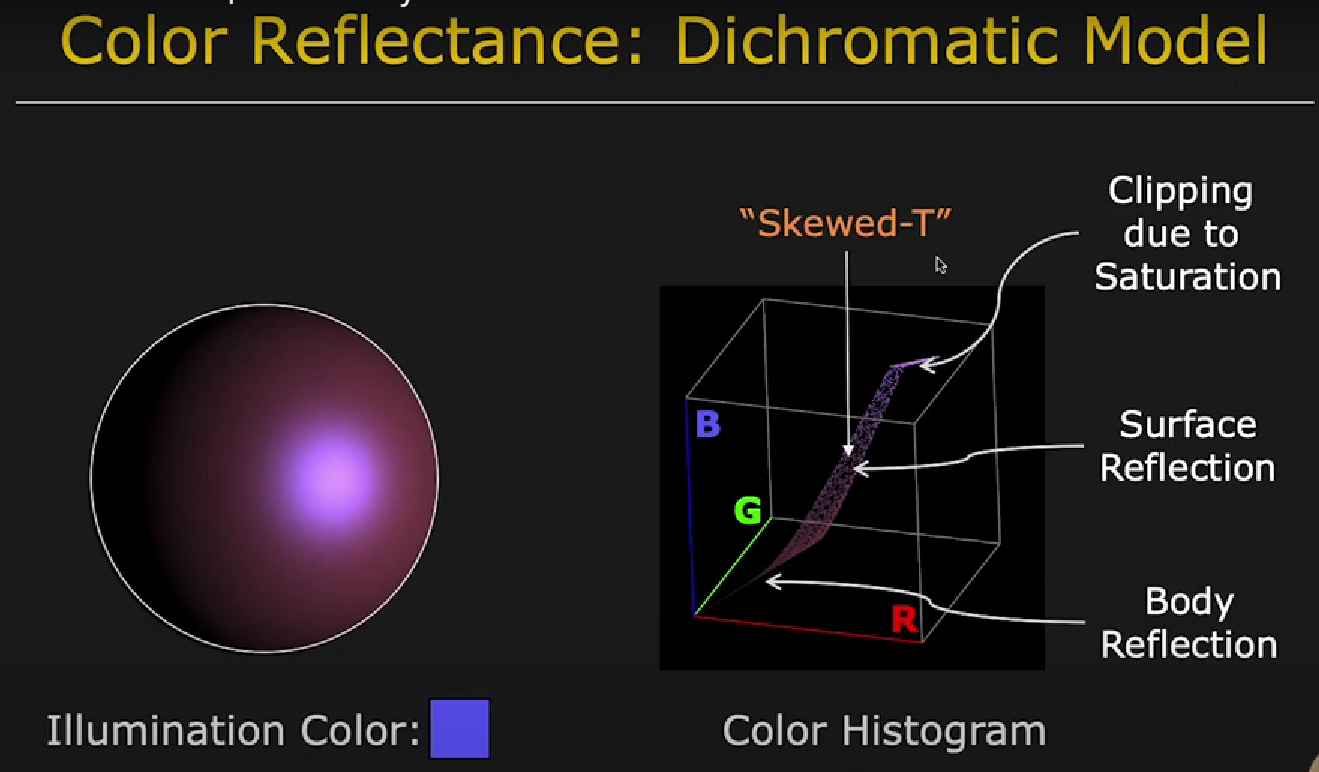 Color Reflectance: Dichromatic Model
“Skewed-T”
Clipping
due to
Saturation
B
Surface
Reflection
G
R
Body
Reflection
Illumination Color:
Color Histogram